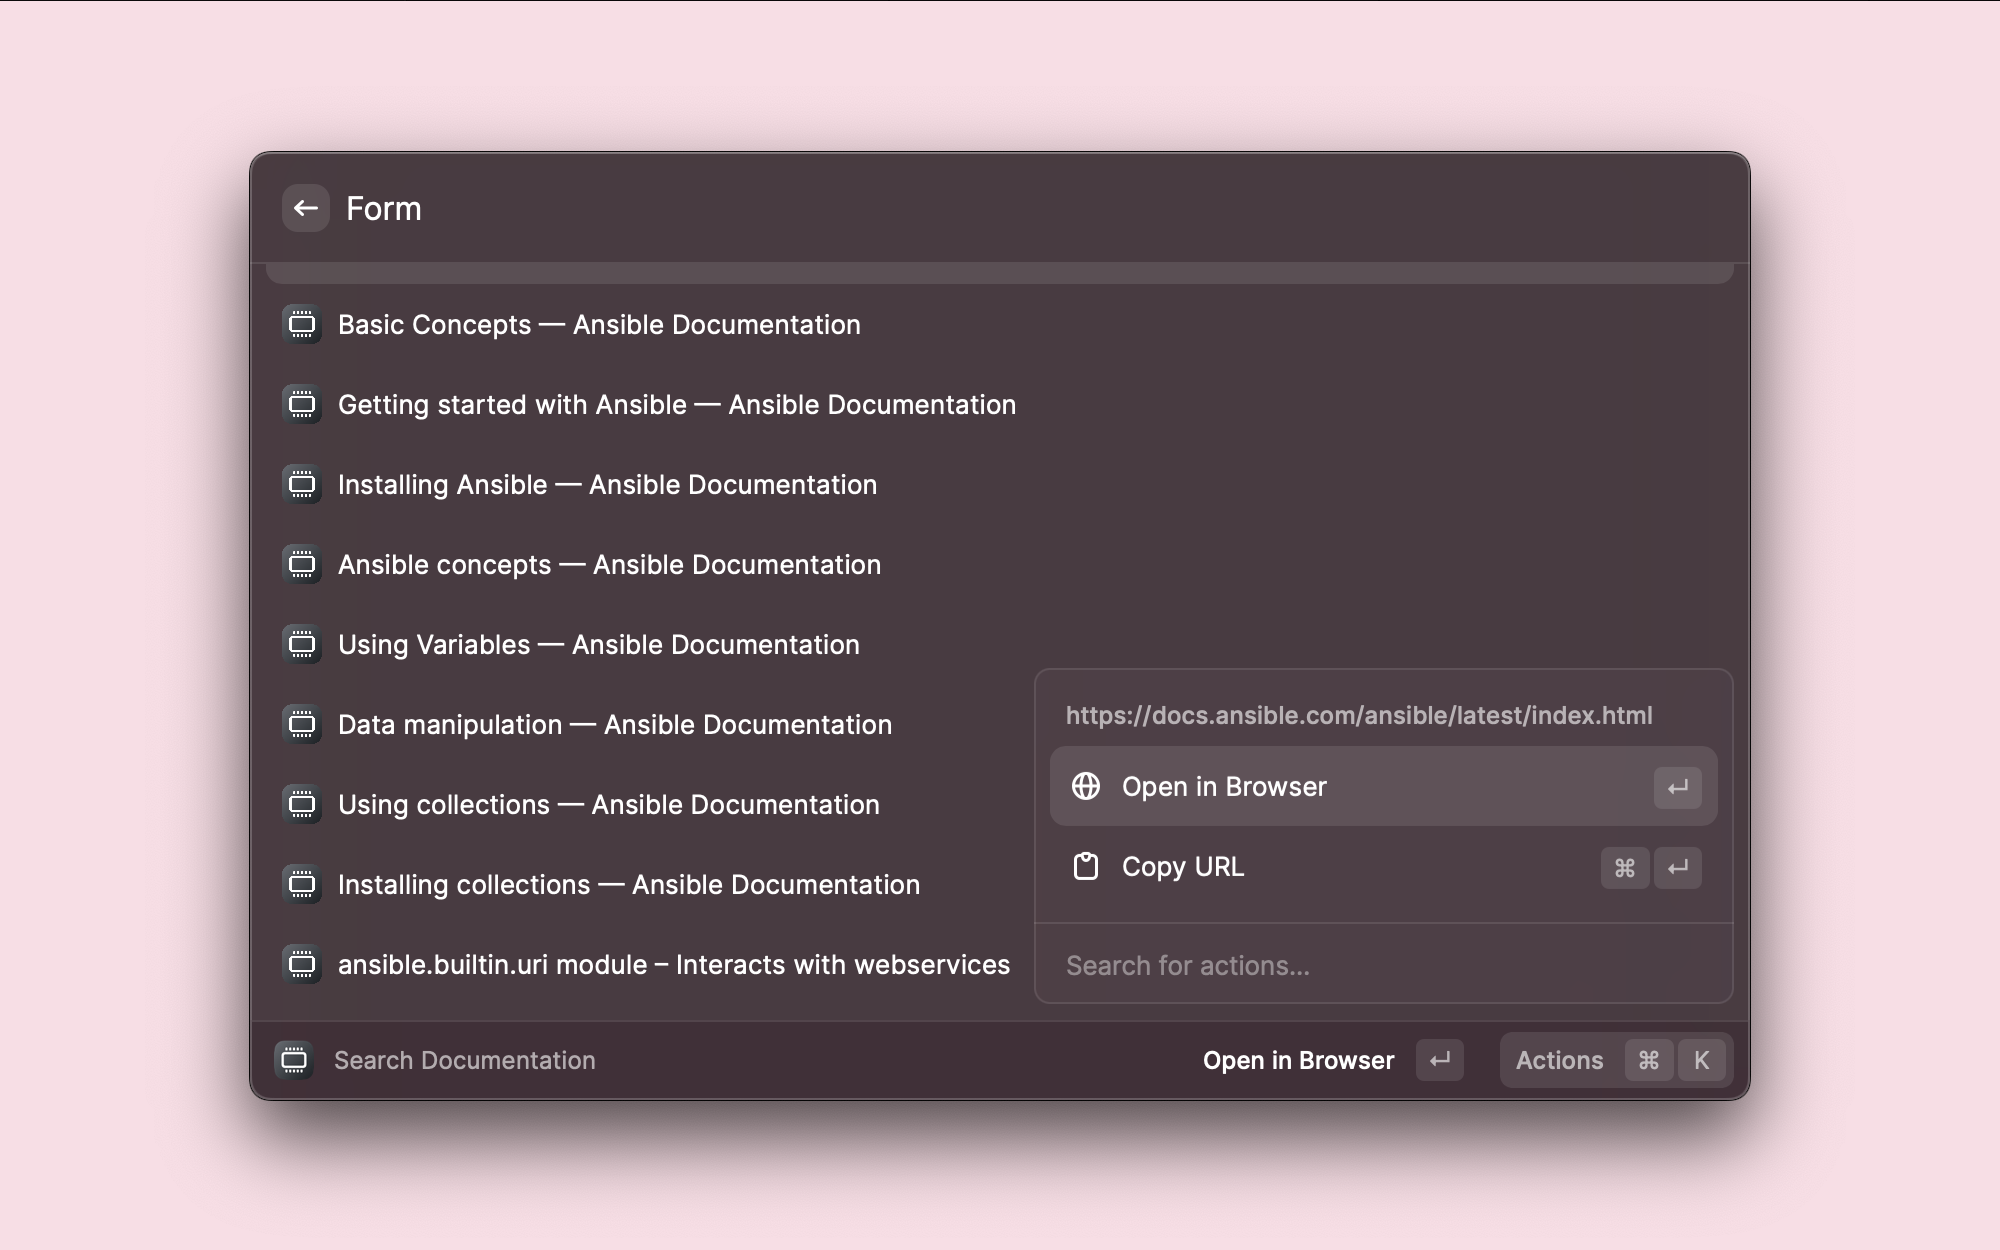 Form
Basic Concepts — Ansible Documentation
Getting started with Ansible — Ansible Documentation
Installing Ansible — Ansible Documentation
Ansible concepts — Ansible Documentation
Using Variables — Ansible Documentation
Data manipulation — Ansible Documentation
Using collections — Ansible Documentation
Installing collections — Ansible Documentation
ansible.builtin.uri module – Interacts with webservices
https://docs.ansible.com/ansible/latest/index.html
Open in Browser ↵
Copy URL ⌘ ↵
Search for actions...
Search Documentation
Open in Browser ↵
Actions ⌘ K